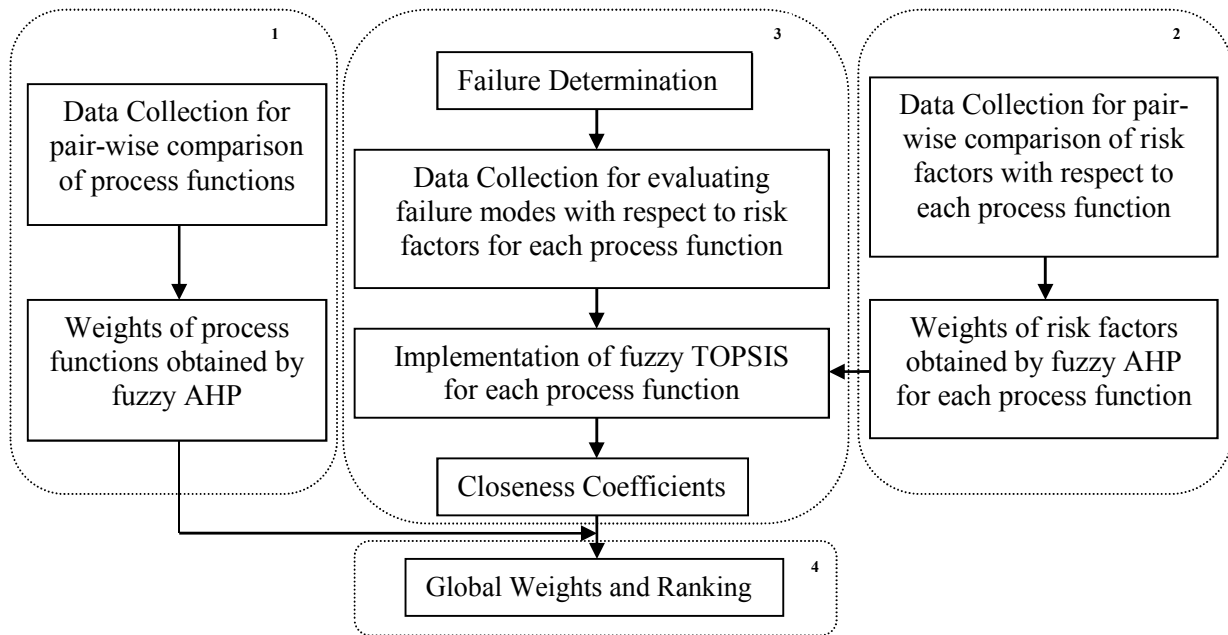 1
Data Collection for
pair-wise comparison
of process functions
Weights of process
functions obtained by
fuzzy AHP
3
Failure Determination
Data Collection for evaluating
failure modes with respect to risk
factors for each process function
Implementation of fuzzy TOPSIS
for each process function
Closeness Coefficients
2
Data Collection for pair-
wise comparison of risk
factors with respect to
each process function
Weights of risk factors
obtained by fuzzy AHP
for each process function
4
Global Weights and Ranking